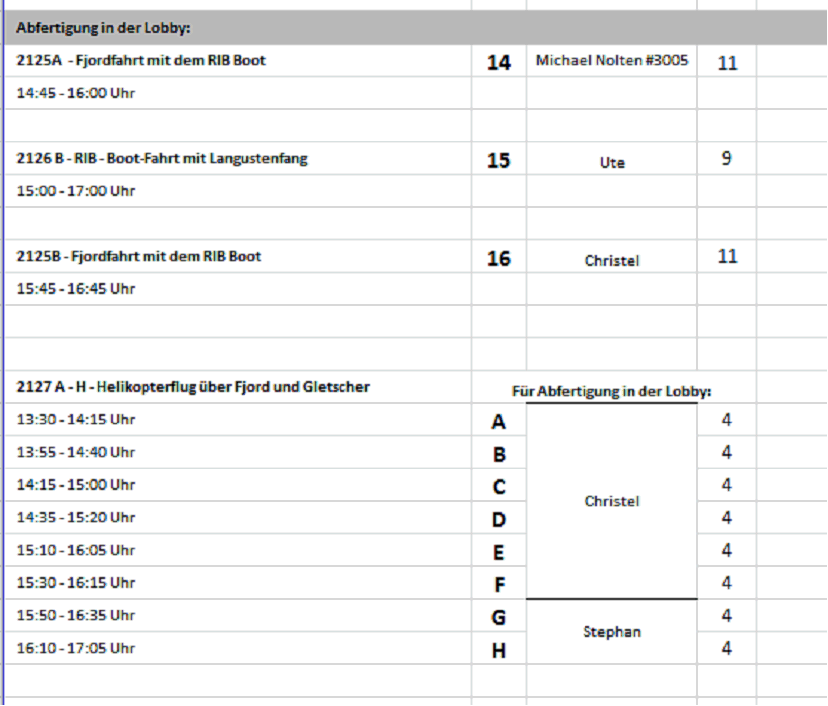 Abfertigung in der Lobby:
2125A - Fjordfahrt mit dem RIB Boot 14 Michael Nolten #3005 11
14:45 - 16:00 Uhr
2126 B - RIB - Boot-Fahrt mit Langustenfang 15 Ute 9
15:00 - 17:00 Uhr
2125B - Fjordfahrt mit dem RIB Boot 16 Christel 11
15:45 - 16:45 Uhr
2127 A - H - Helikopterflug über Fjord und Gletscher Für Abfertigung in der Lobby:
13:30 - 14:15 Uhr A 4
13:55 - 14:40 Uhr B 4
14:15 - 15:00 Uhr C 4
Christel
14:35 - 15:20 Uhr D 4
15:10 - 16:05 Uhr E 4
15:30 - 16:15 Uhr F 4
15:50 - 16:35 Uhr G 4
Stephan
16:10 - 17:05 Uhr H 4